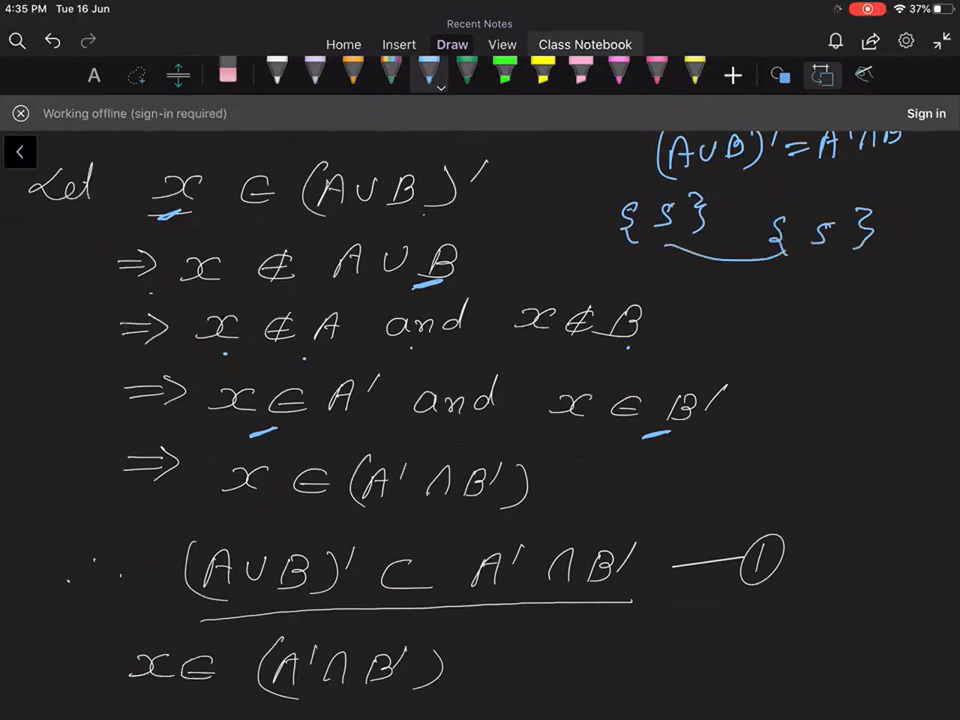 4:35 PM Tue 16 Jun 37%
Recent Notes
Home Insert Draw View Class Notebook
A
Working offline (sign-in required) Sign in
(A∪B)' = A'∩B'
Let x ∈ (A∪B)'
{5} {5}
⇒ x ∉ A∪B
⇒ x ∉ A and x ∉ B
⇒ x ∈ A' and x ∈ B'
⇒ x ∈ (A'∩B')
∴ (A∪B)' ⊂ A'∩B' — ①
x ∈ (A'∩B')